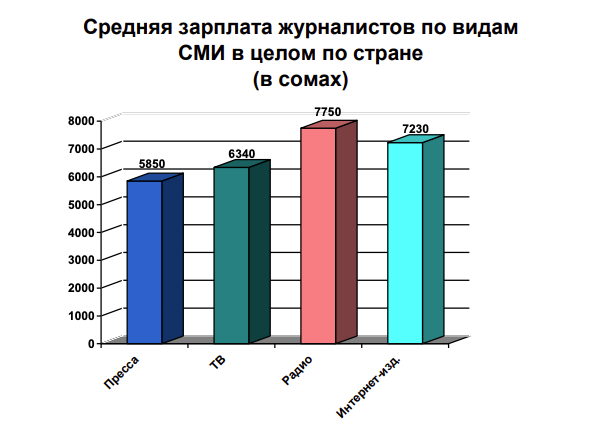 Средняя зарплата журналистов по видам
СМИ в целом по стране
(в сомах)
8000
7000
6000
5000
4000
3000
2000
1000
0
5850
6340
7750
7230
Пресса
ТВ
Радио
Интернет-изд.